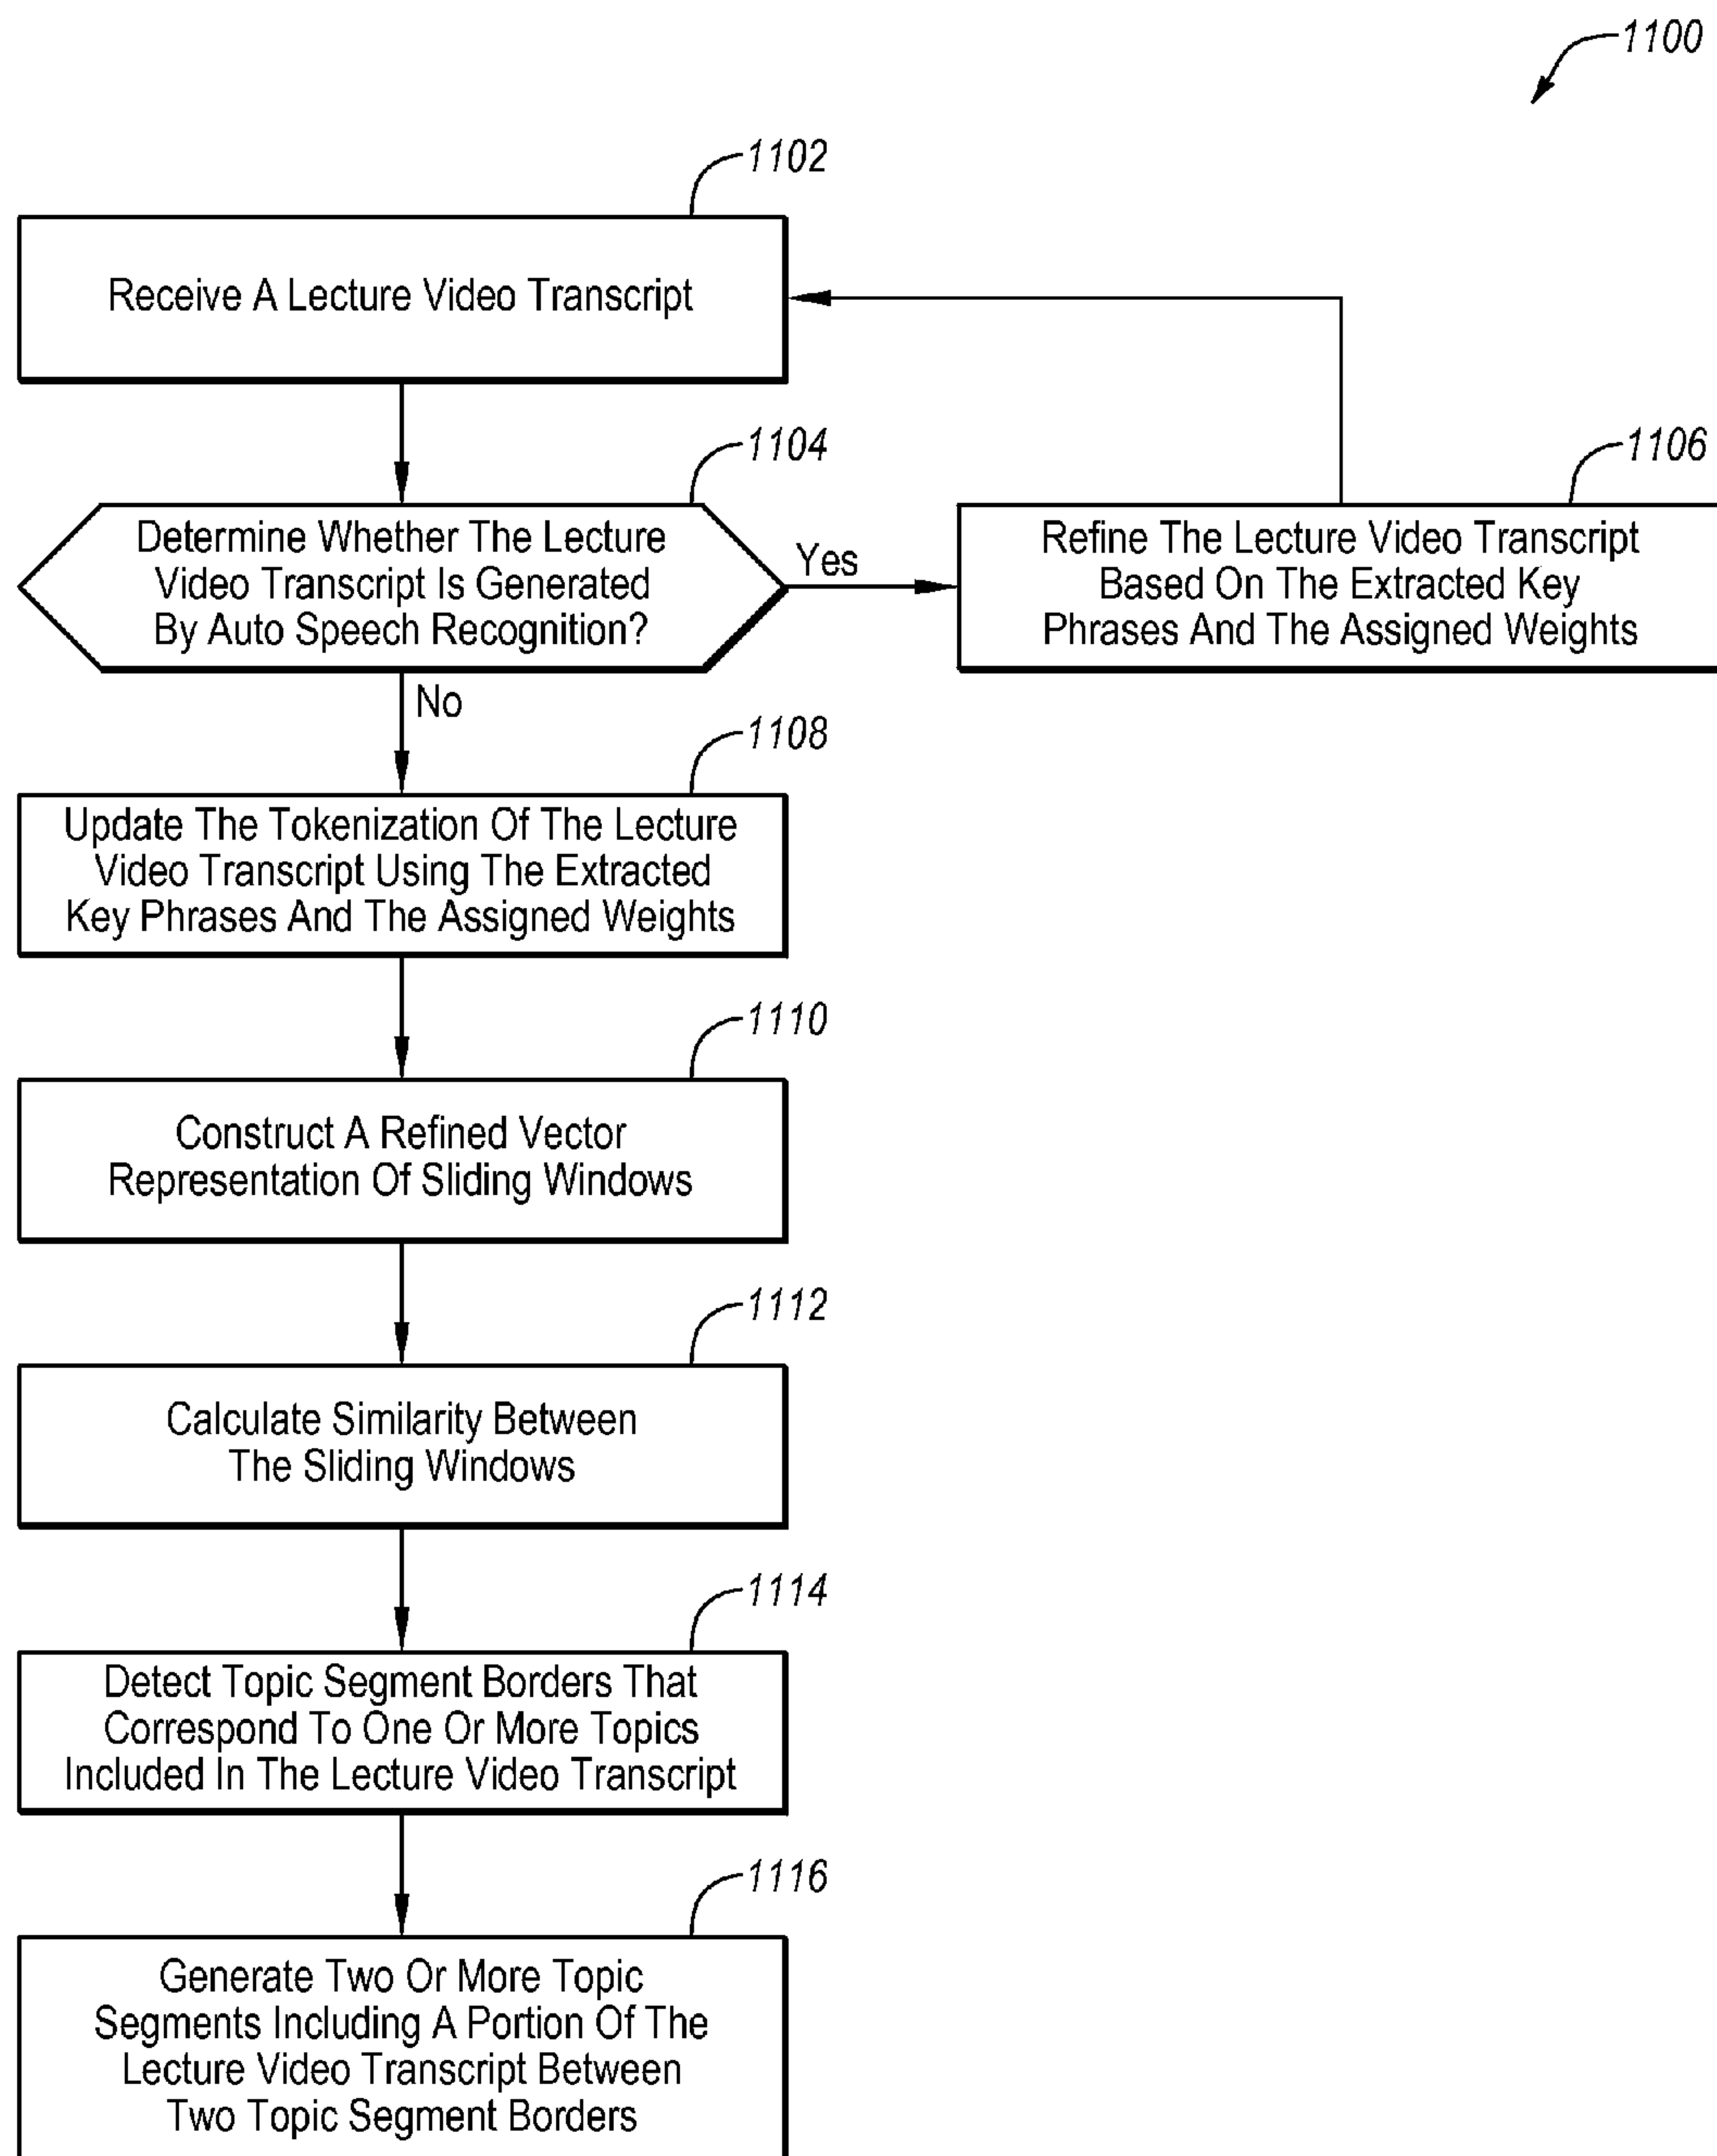 1100
1102
Receive A Lecture Video Transcript
1104
Determine Whether The Lecture
Video Transcript Is Generated
By Auto Speech Recognition?
Yes
1106
Refine The Lecture Video Transcript
Based On The Extracted Key
Phrases And The Assigned Weights
No
1108
Update The Tokenization Of The Lecture
Video Transcript Using The Extracted
Key Phrases And The Assigned Weights
1110
Construct A Refined Vector
Representation Of Sliding Windows
1112
Calculate Similarity Between
The Sliding Windows
1114
Detect Topic Segment Borders That
Correspond To One Or More Topics
Included In The Lecture Video Transcript
1116
Generate Two Or More Topic
Segments Including A Portion Of The
Lecture Video Transcript Between
Two Topic Segment Borders